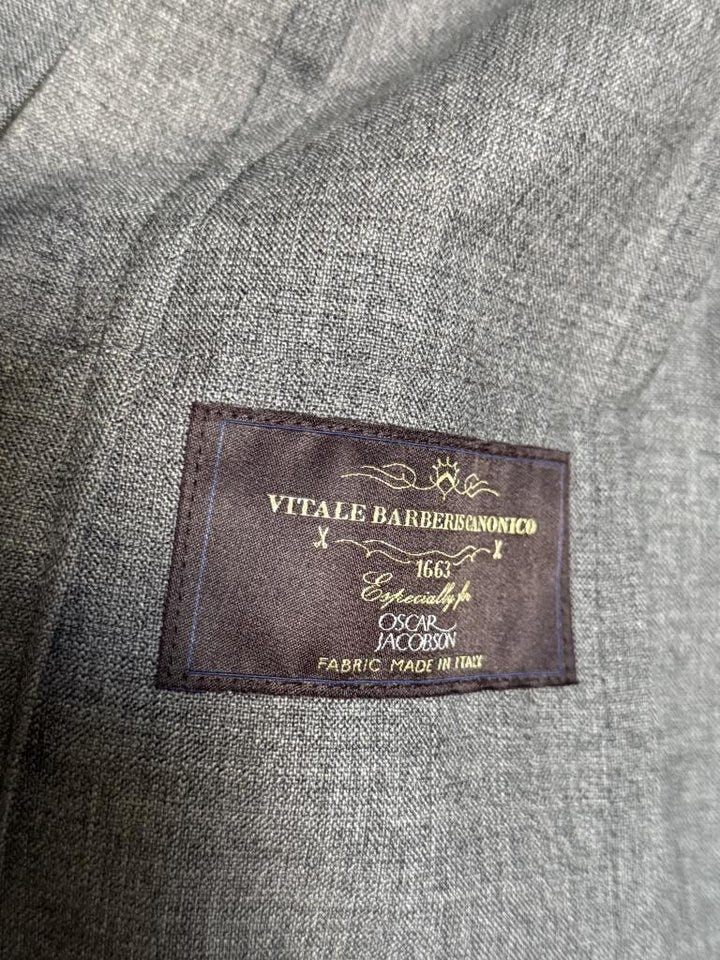 VITALE BARBERIS CANONICO
1663
Especially for
OSCAR
JACOBSON
FABRIC MADE IN ITALY